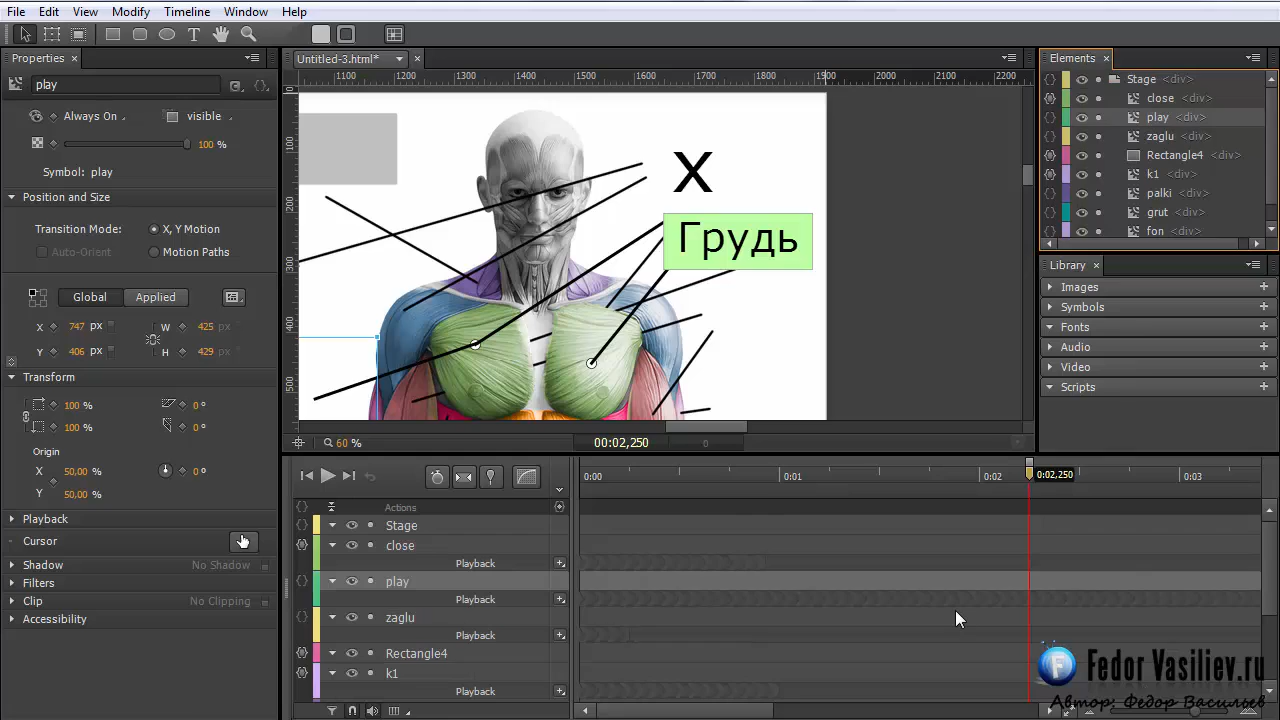 File Edit View Modify Timeline Window Help
Properties ×
play
Always On
visible
100 %
Symbol: play
Position and Size
Transition Mode: X, Y Motion
Auto-Orient Motion Paths
Global Applied
X 747 px W 425 px
Y 406 px H 429 px
Transform
100 % 0 º
100 % 0 º
Origin
X 50,00 % 0 º
Y 50,00 %
Playback
Cursor
Shadow No Shadow
Filters
Clip No Clipping
Accessibility
Untitled-3.html* ×
1100 1200 1300 1400 1500 1600 1700 1800 1900 2000 2100 2200
0
100
200
300
400
500
X
Грудь
60 % 00:02,250 0
Elements ×
Stage <div>
close <div>
play <div>
zaglu <div>
Rectangle4 <div>
k1 <div>
palki <div>
grut <div>
fon <div>
Library ×
Images
Symbols
Fonts
Audio
Video
Scripts
0:00 0:01 0:02 0:02,250 0:03
Actions
Stage
close
Playback
play
Playback
zaglu
Playback
Rectangle4
k1
Playback
Fedor Vasiliev.ru
Автор: Федор Васильев